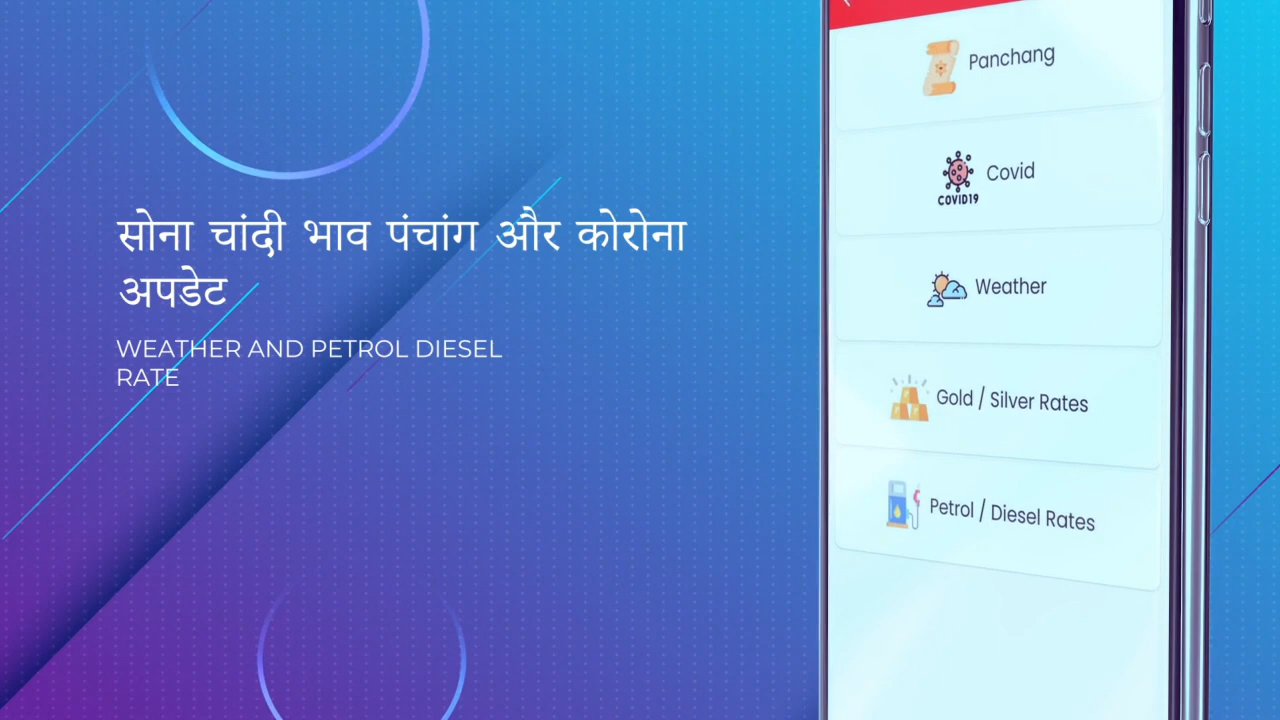 सोना चांदी भाव पंचांग और कोरोना
अपडेट
WEATHER AND PETROL DIESEL
RATE
Panchang
Covid
COVID19
Weather
Gold / Silver Rates
Petrol / Diesel Rates